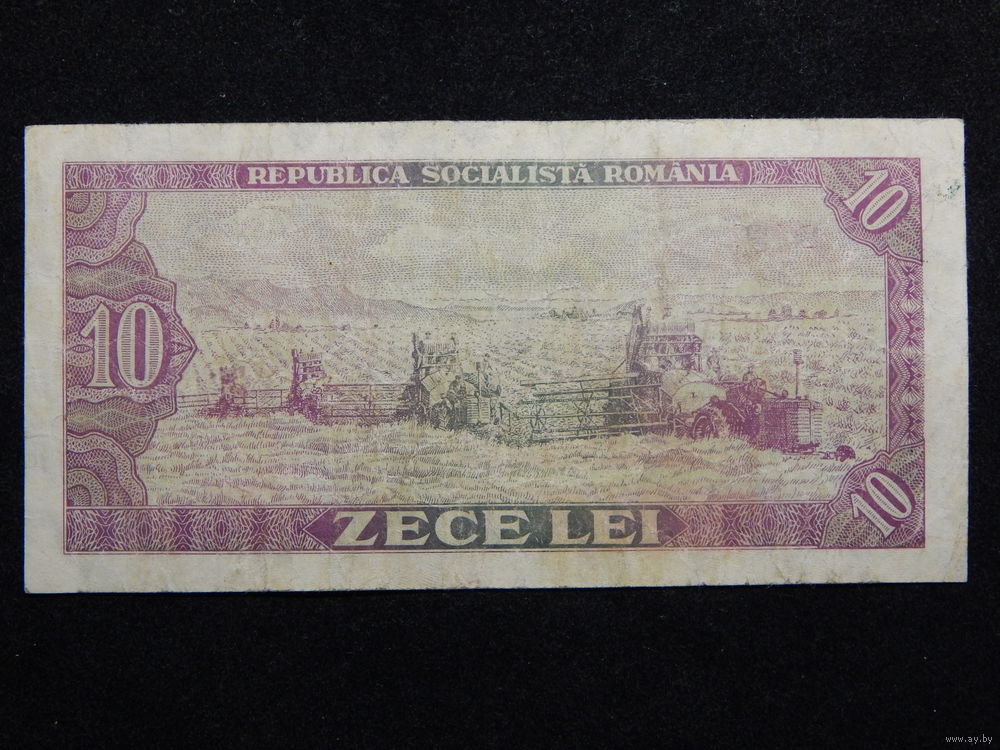 REPUBLICA SOCIALISTĂ ROMÂNIA
10
10
ZECE LEI
10
www.ay.by